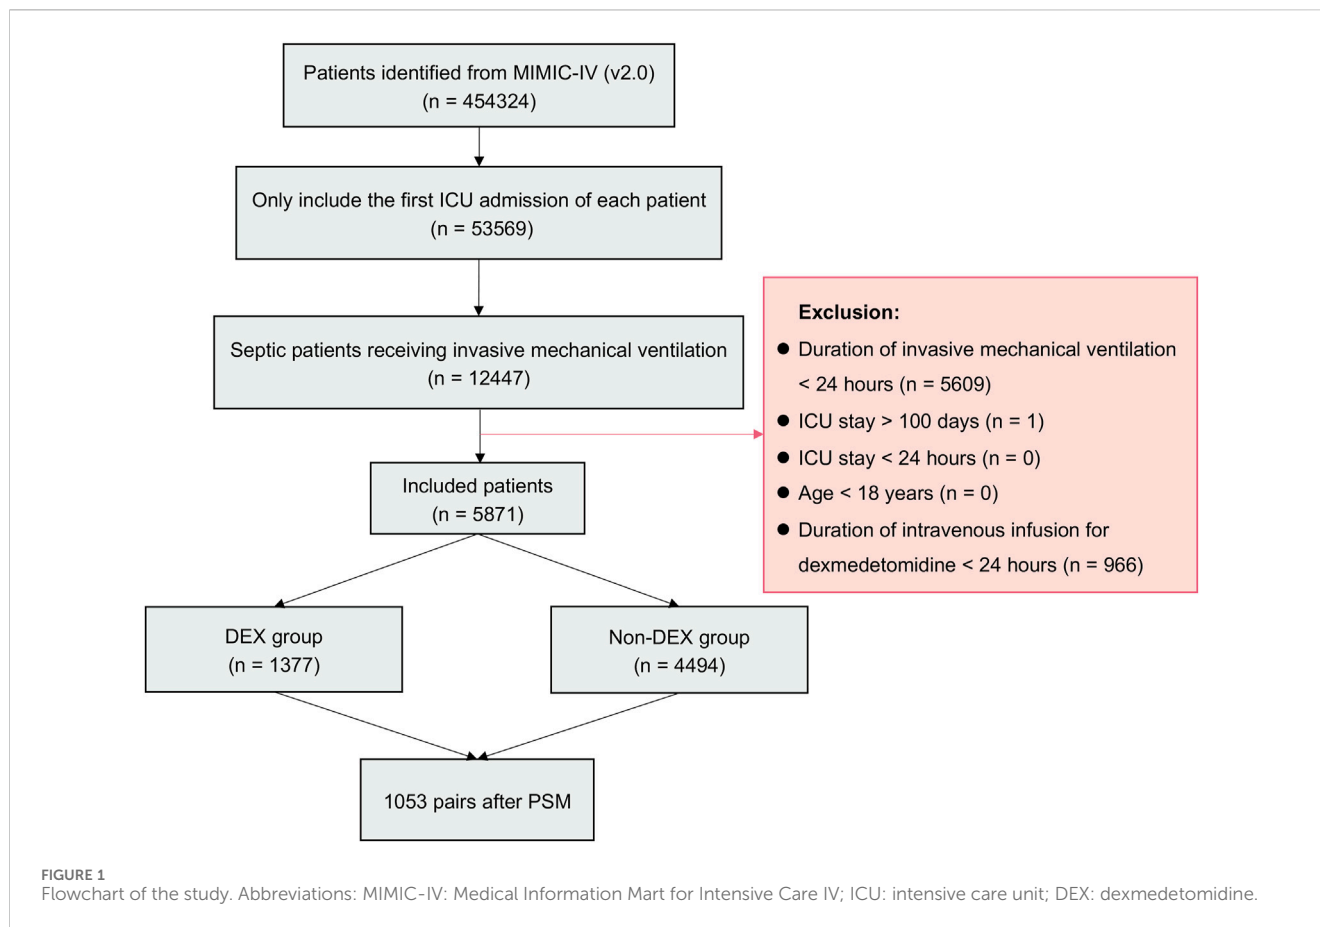 Patients identified from MIMIC-IV (v2.0)
(n = 454324)
Only include the first ICU admission of each patient
(n = 53569)
Septic patients receiving invasive mechanical ventilation
(n = 12447)
Exclusion:
● Duration of invasive mechanical ventilation
< 24 hours (n = 5609)
● ICU stay > 100 days (n = 1)
● ICU stay < 24 hours (n = 0)
● Age < 18 years (n = 0)
● Duration of intravenous infusion for
dexmedetomidine < 24 hours (n = 966)
Included patients
(n = 5871)
DEX group
(n = 1377)
Non-DEX group
(n = 4494)
1053 pairs after PSM
FIGURE 1
Flowchart of the study. Abbreviations: MIMIC-IV: Medical Information Mart for Intensive Care IV; ICU: intensive care unit; DEX: dexmedetomidine.